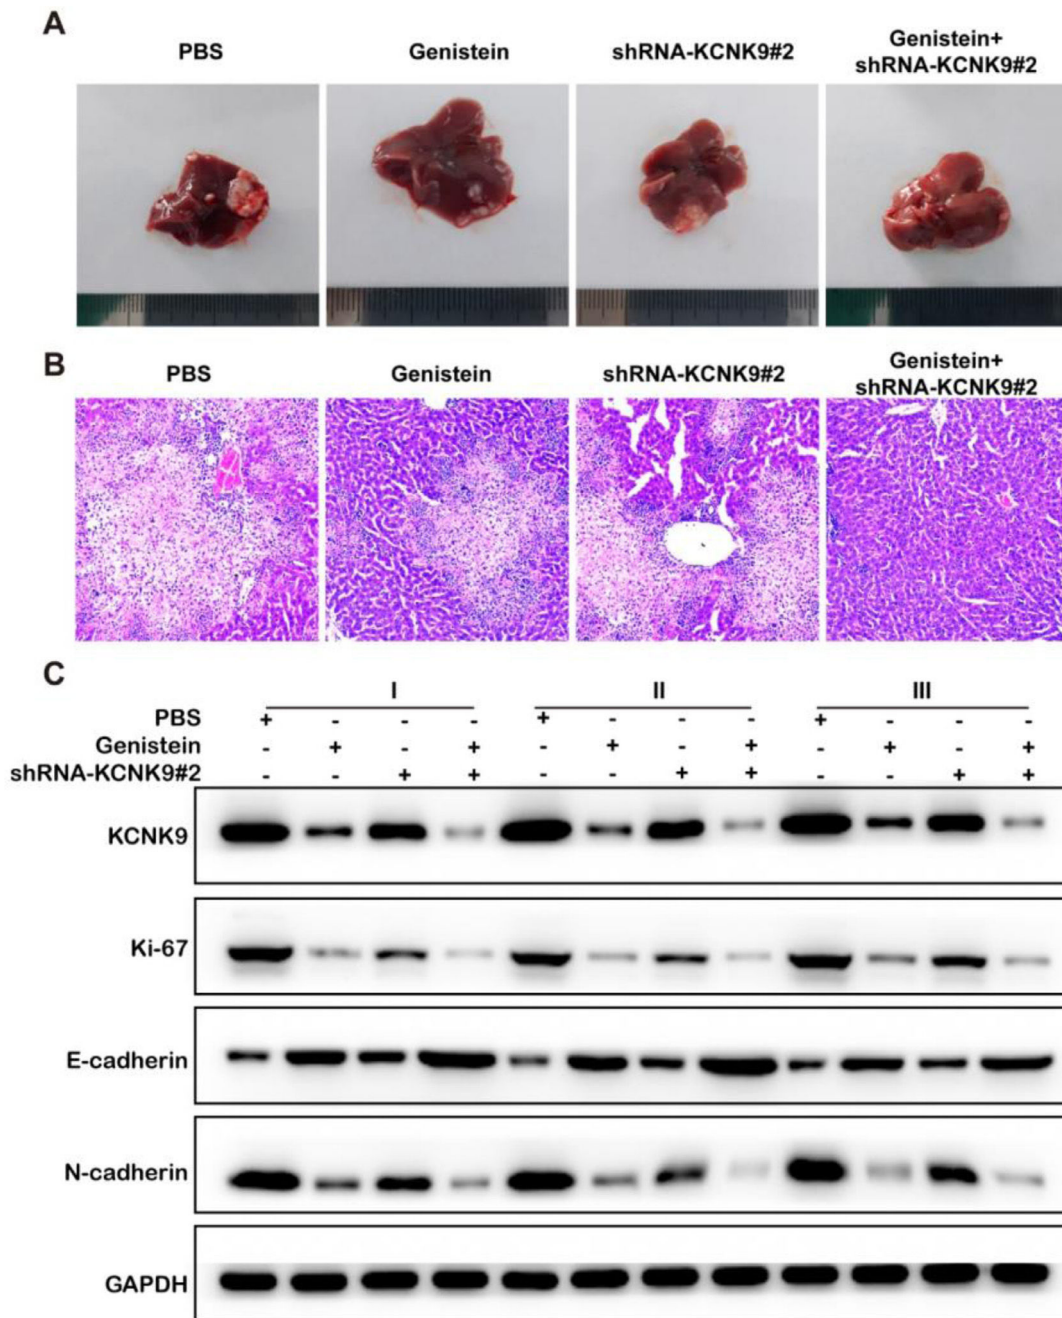 A
PBS
Genistein
shRNA-KCNK9#2
Genistein+
shRNA-KCNK9#2
B
PBS
Genistein
shRNA-KCNK9#2
Genistein+
shRNA-KCNK9#2
C
I II III
PBS + - - - + - - - + - - -
Genistein - + - + - + - + - + - +
shRNA-KCNK9#2 - - + + - - + + - - + +
KCNK9
Ki-67
E-cadherin
N-cadherin
GAPDH